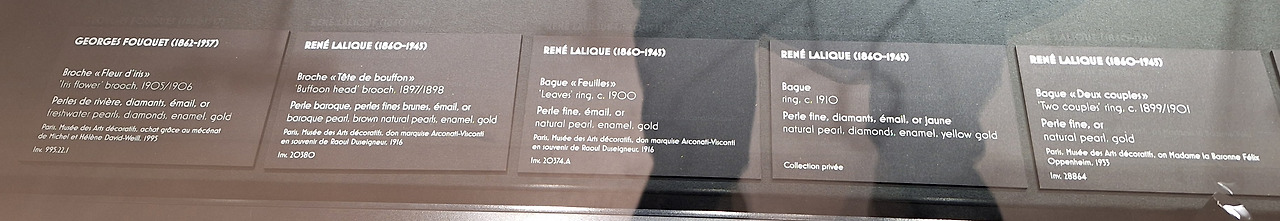 GEORGES FOUQUET (1862-1957)
Broche « Fleur d'iris »
'Iris flower' brooch, 1905/1906
Perles de rivière, diamants, émail, or
freshwater pearls, diamonds, enamel, gold
Paris, Musée des Arts décoratifs, achat grâce au mécénat
de Michel et Hélène David-Weill, 1995
Inv. 995.22.1
RENÉ LALIQUE (1860-1945)
Broche « Tête de bouffon »
'Buffoon head' brooch, 1897/1898
Perle baroque, perles fines brunes, émail, or
baroque pearl, brown natural pearls, enamel, gold
Paris, Musée des Arts décoratifs, don marquise Arconati-Visconti
en souvenir de Raoul Duseigneur, 1916
Inv. 20380
RENÉ LALIQUE (1860-1945)
Bague « Feuilles »
'Leaves' ring, c. 1900
Perle fine, émail, or
natural pearl, enamel, gold
Paris, Musée des Arts décoratifs, don marquise Arconati-Visconti
en souvenir de Raoul Duseigneur, 1916
Inv. 20374.A
RENÉ LALIQUE (1860-1945)
Bague
ring, c. 1910
Perle fine, diamants, émail, or jaune
natural pearl, diamonds, enamel, yellow gold
Collection privée
RENÉ LALIQUE (1860-1945)
Bague « Deux couples »
'Two couples' ring, c. 1899/1901
Perle fine, or
natural pearl, gold
Paris, Musée des Arts décoratifs, don Madame la Baronne Félix
Oppenheim, 1933
Inv. 28864